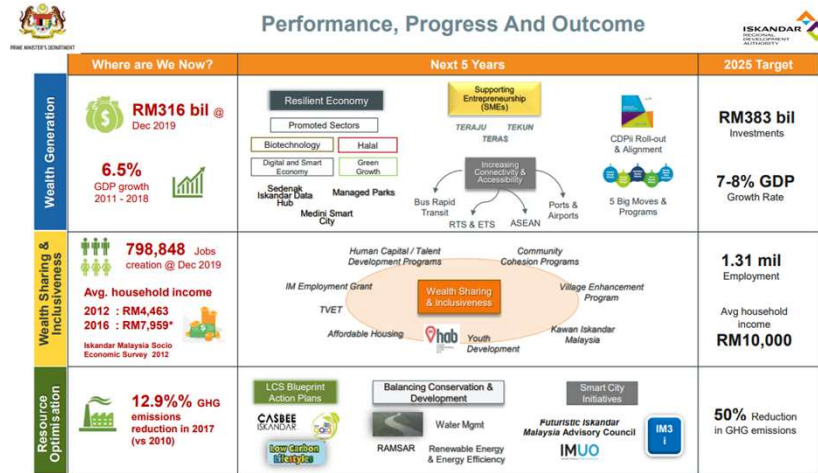 Performance, Progress And Outcome
PRIME MINISTER'S DEPARTMENT
ISKANDAR
REGIONAL
DEVELOPMENT
AUTHORITY
Where are We Now?
Next 5 Years
2025 Target
Wealth Generation
RM316 bil @
Dec 2019
6.5%
GDP growth
2011 - 2018
Resilient Economy
Promoted Sectors
Biotechnology
Halal
Digital and Smart
Economy
Green
Growth
Sedenak
Iskandar Data
Hub
Managed Parks
Medini Smart
City
Supporting
Entrepreneurship
(SMEs)
TERAJU TEKUN
TERAS
Increasing
Connectivity &
Accessibility
Bus Rapid
Transit
RTS & ETS
ASEAN
Ports &
Airports
CDPii Roll-out
& Alignment
5 Big Moves &
Programs
RM383 bil
Investments
7-8% GDP
Growth Rate
Wealth Sharing &
Inclusiveness
798,848 Jobs
creation @ Dec 2019
Avg. household income
2012 : RM4,463
2016 : RM7,959*
Iskandar Malaysia Socio
Economic Survey 2012
Human Capital / Talent
Development Programs
Community
Cohesion Programs
IM Employment Grant
Wealth Sharing
& Inclusiveness
Village Enhancement
Program
TVET
Affordable Housing
hab
Youth
Development
Kawan Iskandar
Malaysia
1.31 mil
Employment
Avg household
income
RM10,000
Resource
Optimisation
12.9%% GHG
emissions
reduction in 2017
(vs 2010)
LCS Blueprint
Action Plans
CASBEE
ISKANDAR
Low Carbon
Lifestyles
Balancing Conservation &
Development
Water Mgmt
RAMSAR
Renewable Energy
& Energy Efficiency
Smart City
Initiatives
Futuristic Iskandar
Malaysia Advisory Council
IMUO
IM3
i
50% Reduction
in GHG emissions